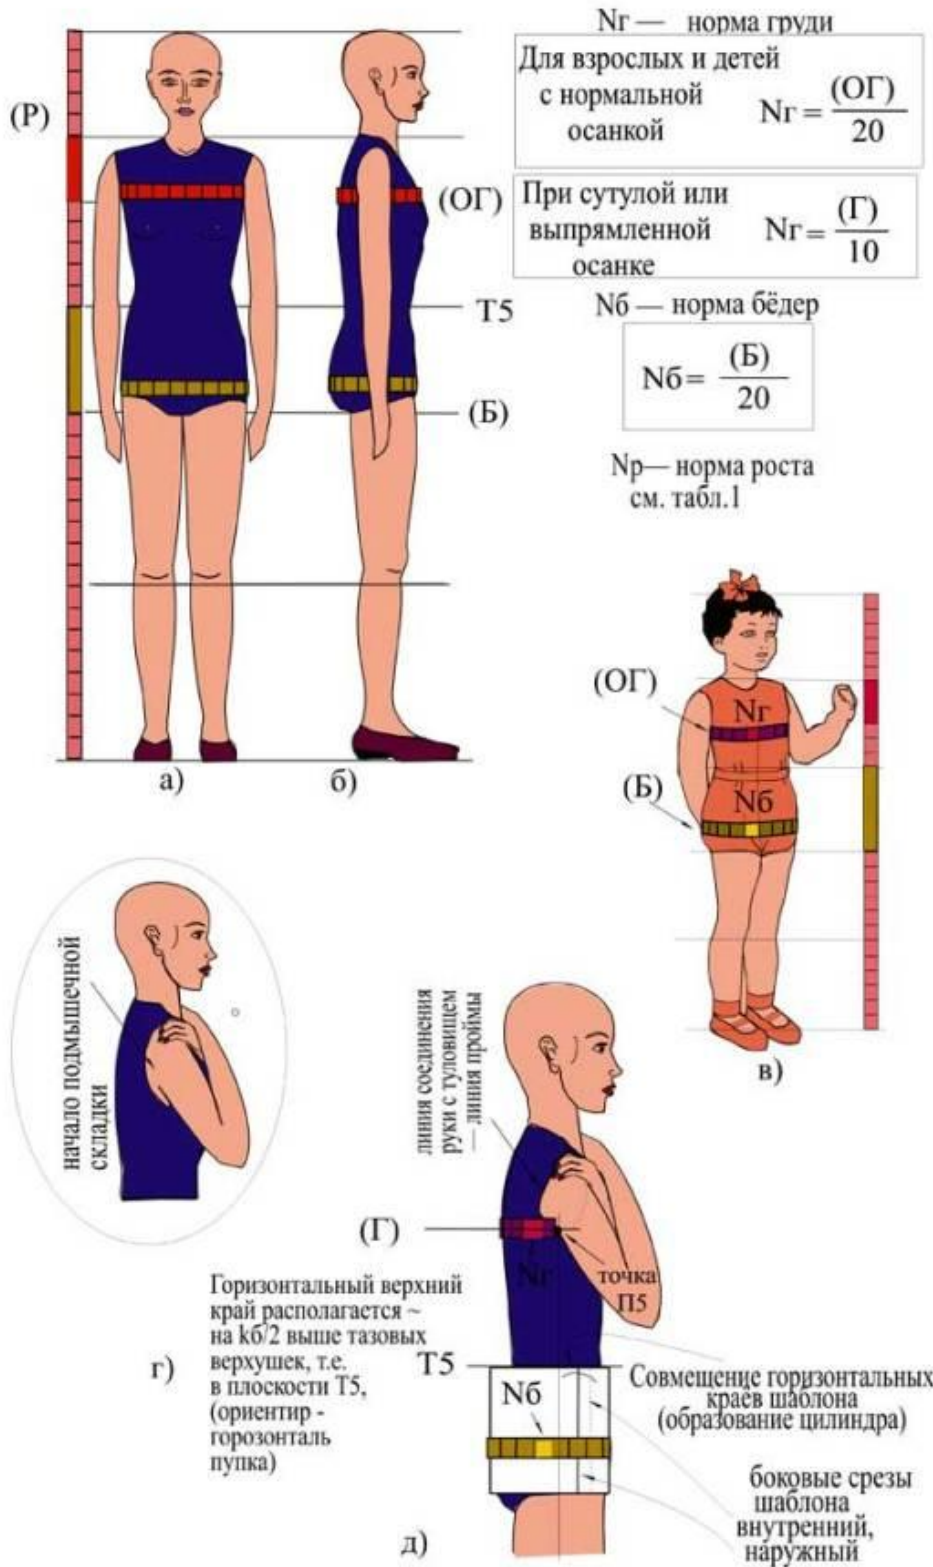 Nг — норма груди
Для взрослых и детей
с нормальной
осанкой
Nг = (ОГ)
20
(Р)
(ОГ)
При сутулой или
выпрямленной
осанке
Nг= (Г)
10
Т5
Nб — норма бёдер
Nб= (Б)
20
(Б)
Nр— норма роста
см. табл.1
а)
б)
(ОГ)
Nг
(Б)
Nб
в)
начало подмышечной
складки
линия соединения
руки с туловищем
— линия проймы
(Г)
Nг
точка
П5
Горизонтальный верхний
край располагается ~
на kб/2 выше тазовых
верхушек, т.е.
в плоскости Т5,
(ориентир -
горозонталь
пупка)
г)
Т5
Nб
Совмещение горизонтальных
краёв шаблона
(образование цилиндра)
боковые срезы
шаблона
внутренний,
наружный
д)